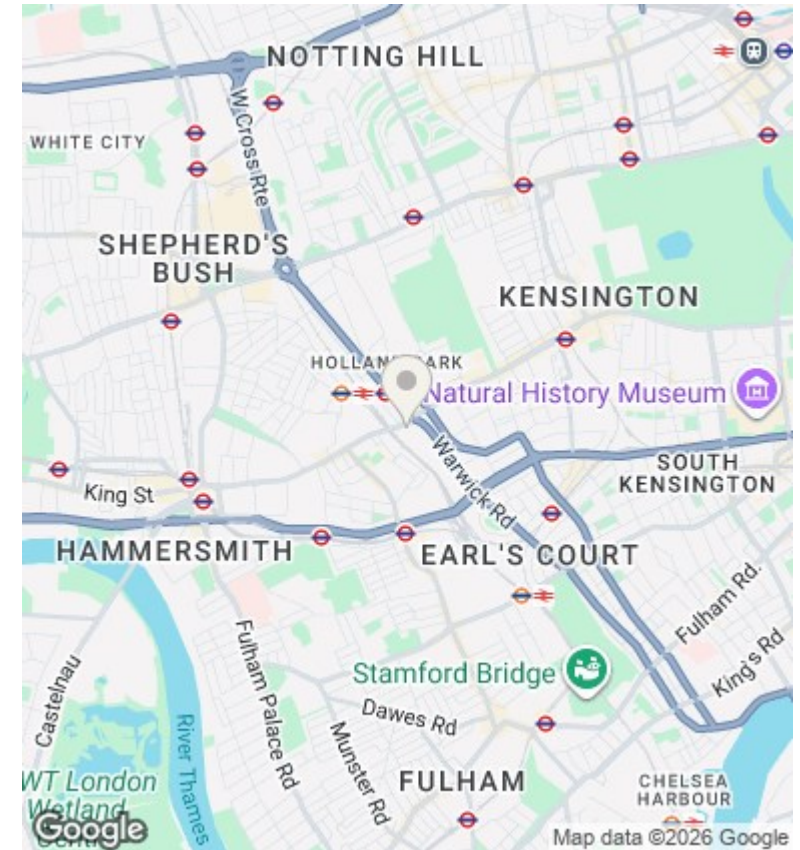 NOTTING HILL
WHITE CITY
W Cross Rte
SHEPHERD'S
BUSH
KENSINGTON
Natural History Museum
Warwick Rd
SOUTH
KENSINGTON
King St
HAMMERSMITH
EARL'S COURT
Fulham Rd.
King's Rd
Castelnau
River Thames
Fulham Palace Rd
Munster Rd
Dawes Rd
Stamford Bridge
FULHAM
CHELSEA
HARBOUR
WT London
Wetland
Google
Map data ©2026 Google